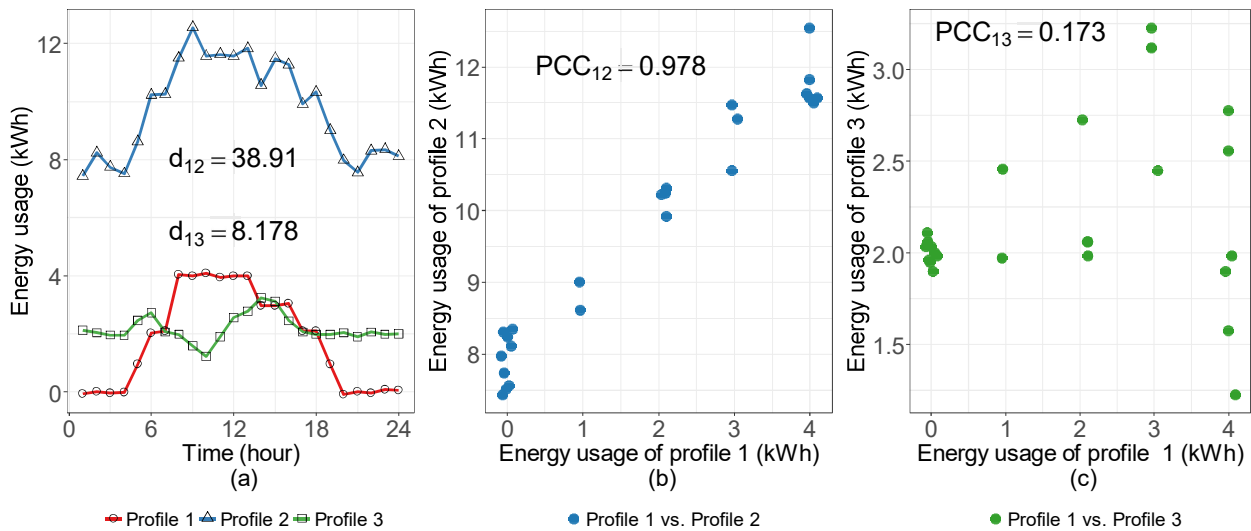 Energy usage (kWh)
12
8
4
0
d12 = 38.91
d13 = 8.178
0 6 12 18 24
Time (hour)
(a)
Profile 1 Profile 2 Profile 3
Energy usage of profile 2 (kWh)
12
11
10
9
8
PCC12 = 0.978
0 1 2 3 4
Energy usage of profile 1 (kWh)
(b)
Profile 1 vs. Profile 2
Energy usage of profile 3 (kWh)
3.0
2.5
2.0
1.5
PCC13 = 0.173
0 1 2 3 4
Energy usage of profile 1 (kWh)
(c)
Profile 1 vs. Profile 3